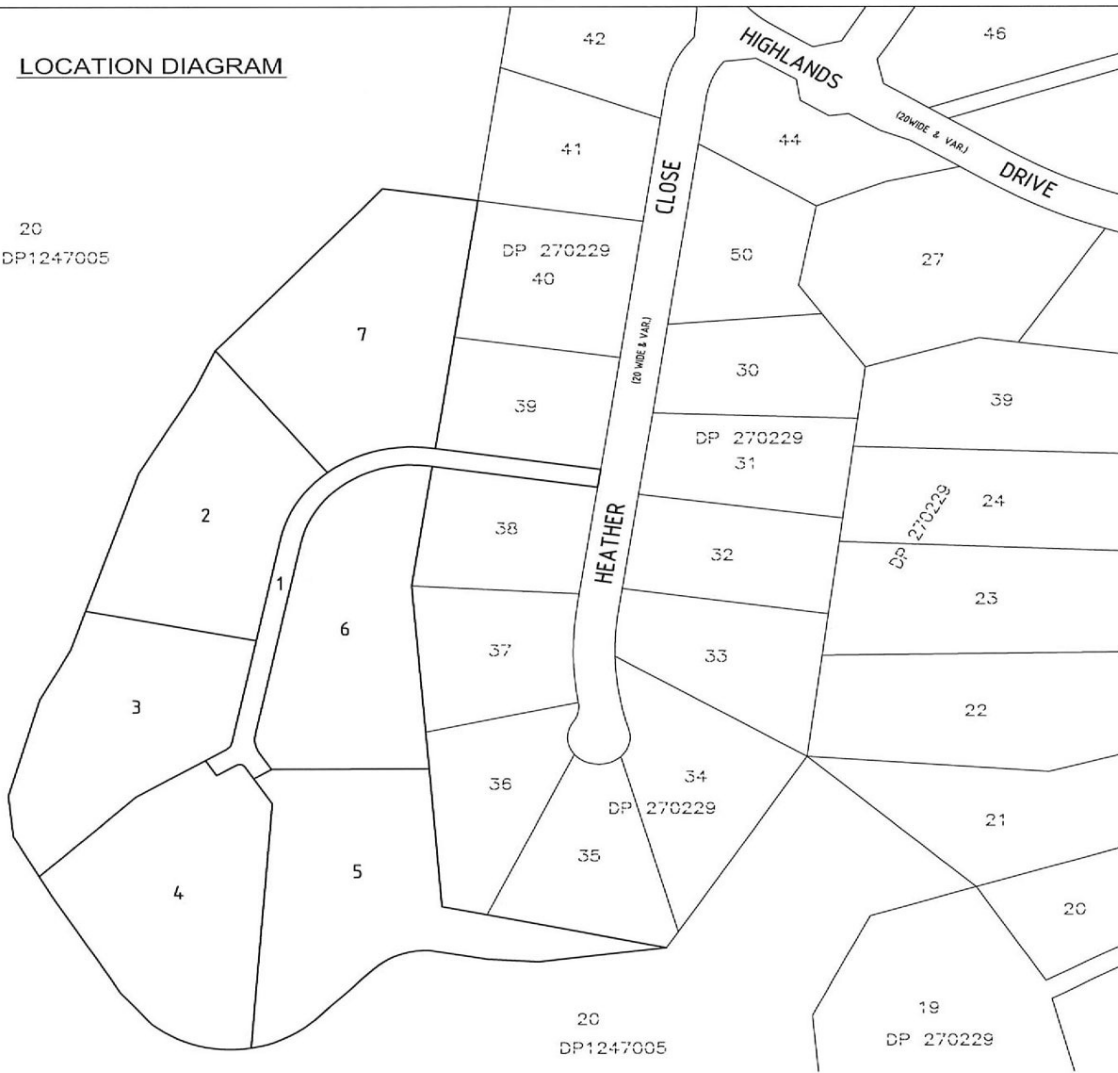 LOCATION DIAGRAM
42
HIGHLANDS
46
(20WIDE & VAR.)
DRIVE
41
44
CLOSE
20
DP1247005
DP 270229
40
50
27
7
(20 WIDE & VAR.)
30
39
39
DP 270229
31
2
38
HEATHER
24
DP 270229
32
1
6
23
37
33
3
22
36
34
DP 270229
21
35
5
4
20
20
DP1247005
19
DP 270229